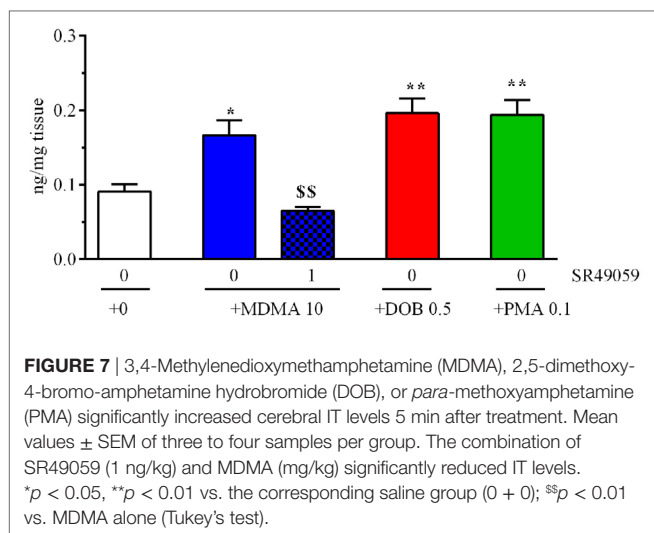 0.3
0.2
0.1
0.0
ng/mg tissue
*
$$
**
**
0 0 1 0 0 SR49059
+0 +MDMA 10 +DOB 0.5 +PMA 0.1
FIGURE 7 | 3,4-Methylenedioxymethamphetamine (MDMA), 2,5-dimethoxy-
4-bromo-amphetamine hydrobromide (DOB), or para-methoxyamphetamine
(PMA) significantly increased cerebral IT levels 5 min after treatment. Mean
values ± SEM of three to four samples per group. The combination of
SR49059 (1 ng/kg) and MDMA (mg/kg) significantly reduced IT levels.
*p < 0.05, **p < 0.01 vs. the corresponding saline group (0 + 0); $$p < 0.01
vs. MDMA alone (Tukey's test).